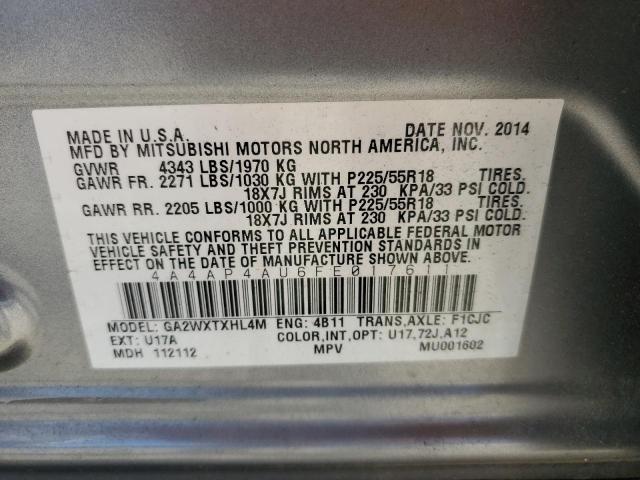 MADE IN U.S.A. DATE NOV. 2014
MFD BY MITSUBISHI MOTORS NORTH AMERICA, INC.
GVWR 4343 LBS/1970 KG
GAWR FR. 2271 LBS/1030 KG WITH P225/55R18 TIRES.
18X7J RIMS AT 230 KPA/33 PSI COLD.
GAWR RR. 2205 LBS/1000 KG WITH P225/55R18 TIRES.
18X7J RIMS AT 230 KPA/33 PSI COLD.
THIS VEHICLE CONFORMS TO ALL APPLICABLE FEDERAL MOTOR
VEHICLE SAFETY AND THEFT PREVENTION STANDARDS IN
EFFECT ON THE DATE OF MANUFACTURE SHOWN ABOVE.
4A4AP4AU6FE017611
MODEL: GA2WXTXHL4M ENG: 4B11 TRANS,AXLE: F1CJC
EXT: U17A COLOR,INT,OPT: U17,72J,A12
MDH 112112 MPV MU001602